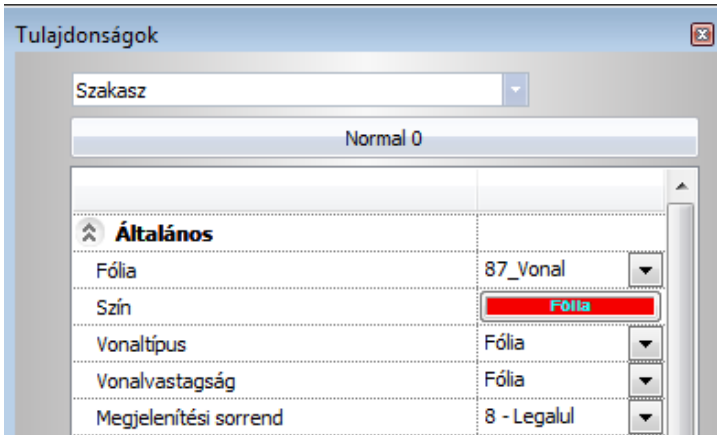 Tulajdonságok
Szakasz
Normal 0
Általános
Fólia 87_Vonal
Szín Fólia
Vonaltípus Fólia
Vonalvastagság Fólia
Megjelenítési sorrend 8 - Legalul